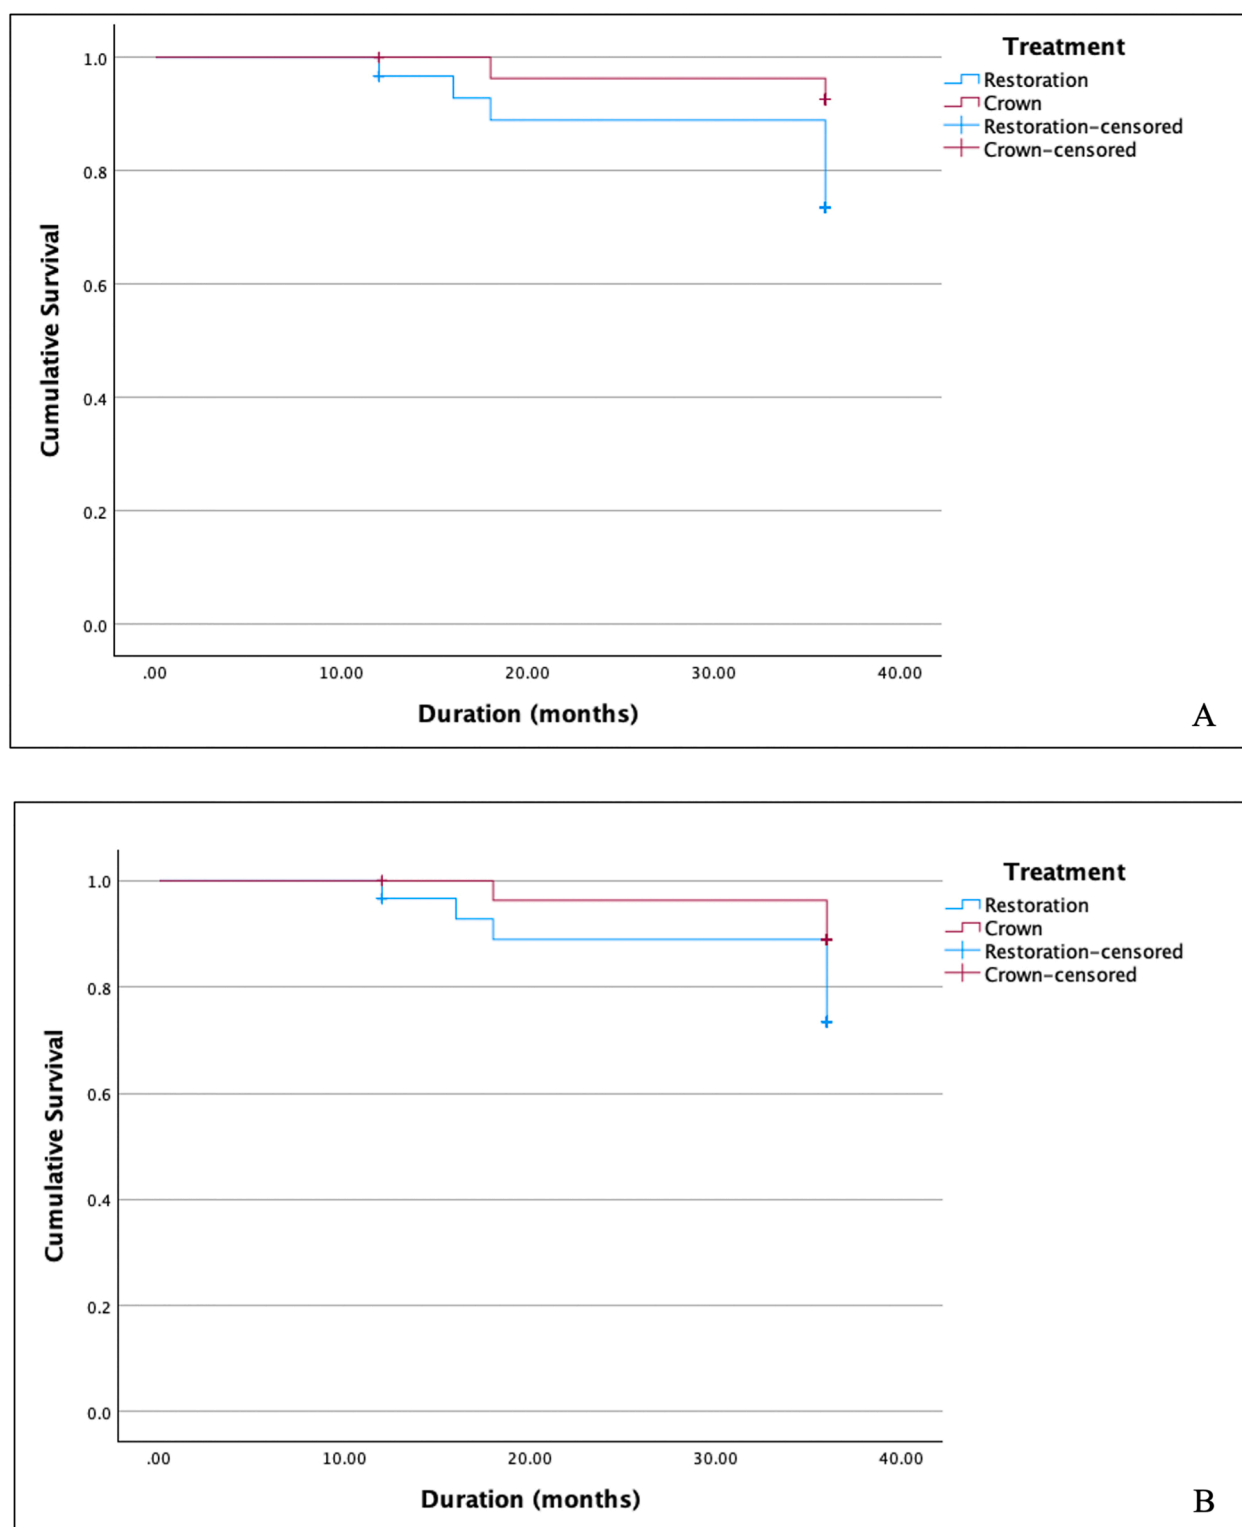 Treatment
Restoration
Crown
Restoration-censored
Crown-censored
1.0
0.8
0.6
0.4
0.2
0.0
Cumulative Survival
.00 10.00 20.00 30.00 40.00
Duration (months)
A
Treatment
Restoration
Crown
Restoration-censored
Crown-censored
1.0
0.8
0.6
0.4
0.2
0.0
Cumulative Survival
.00 10.00 20.00 30.00 40.00
Duration (months)
B